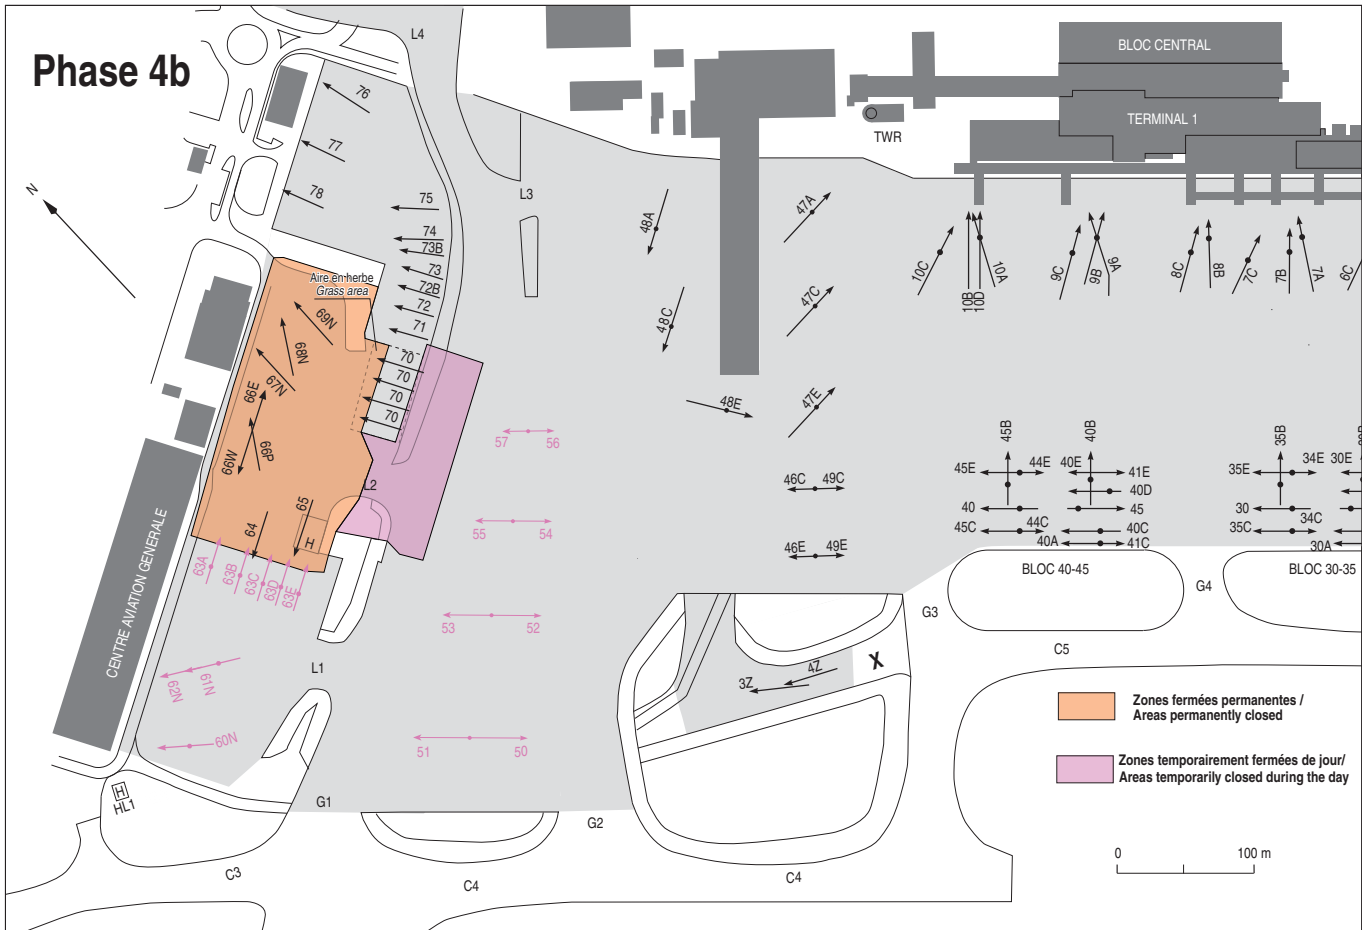 Phase 4b
L4
BLOC CENTRAL
TERMINAL 1
TWR
N
76
77
78
75
74
73B
73
72B
72
71
70
70
70
70
L3
48A
48C
48E
47A
47C
47E
10C
10B
10D
10A
9C
9B
9A
8C
8B
7C
7B
7A
6C
Aire en herbe
Grass area
69N
68N
67N
66E
66P
66W
65
64
H
L2
63A
63B
63C
63D
63E
57
56
55
54
53
52
51
50
46C
49C
46E
49E
45B
40B
35B
45E
44E
40E
41E
40D
40
45
45C
44C
40C
40A
41C
35E
34E
30E
30
34C
35C
30A
BLOC 40-45
BLOC 30-35
G4
G3
C5
CENTRE AVIATION GENERALE
62N
61N
60N
L1
3Z
4Z
X
H
HL1
G1
G2
C3
C4
C4
Zones fermées permanentes /
Areas permanently closed
Zones temporairement fermées de jour/
Areas temporarily closed during the day
0
100 m